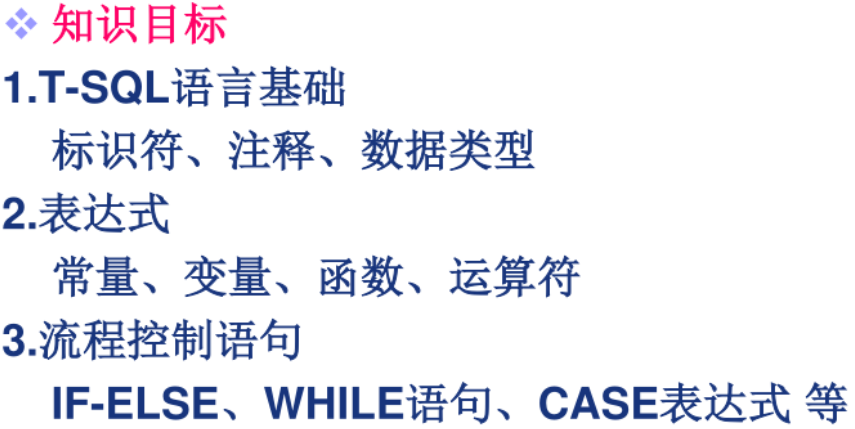 知识目标
1.T-SQL语言基础
标识符、注释、数据类型
2.表达式
常量、变量、函数、运算符
3.流程控制语句
IF-ELSE、WHILE语句、CASE表达式 等